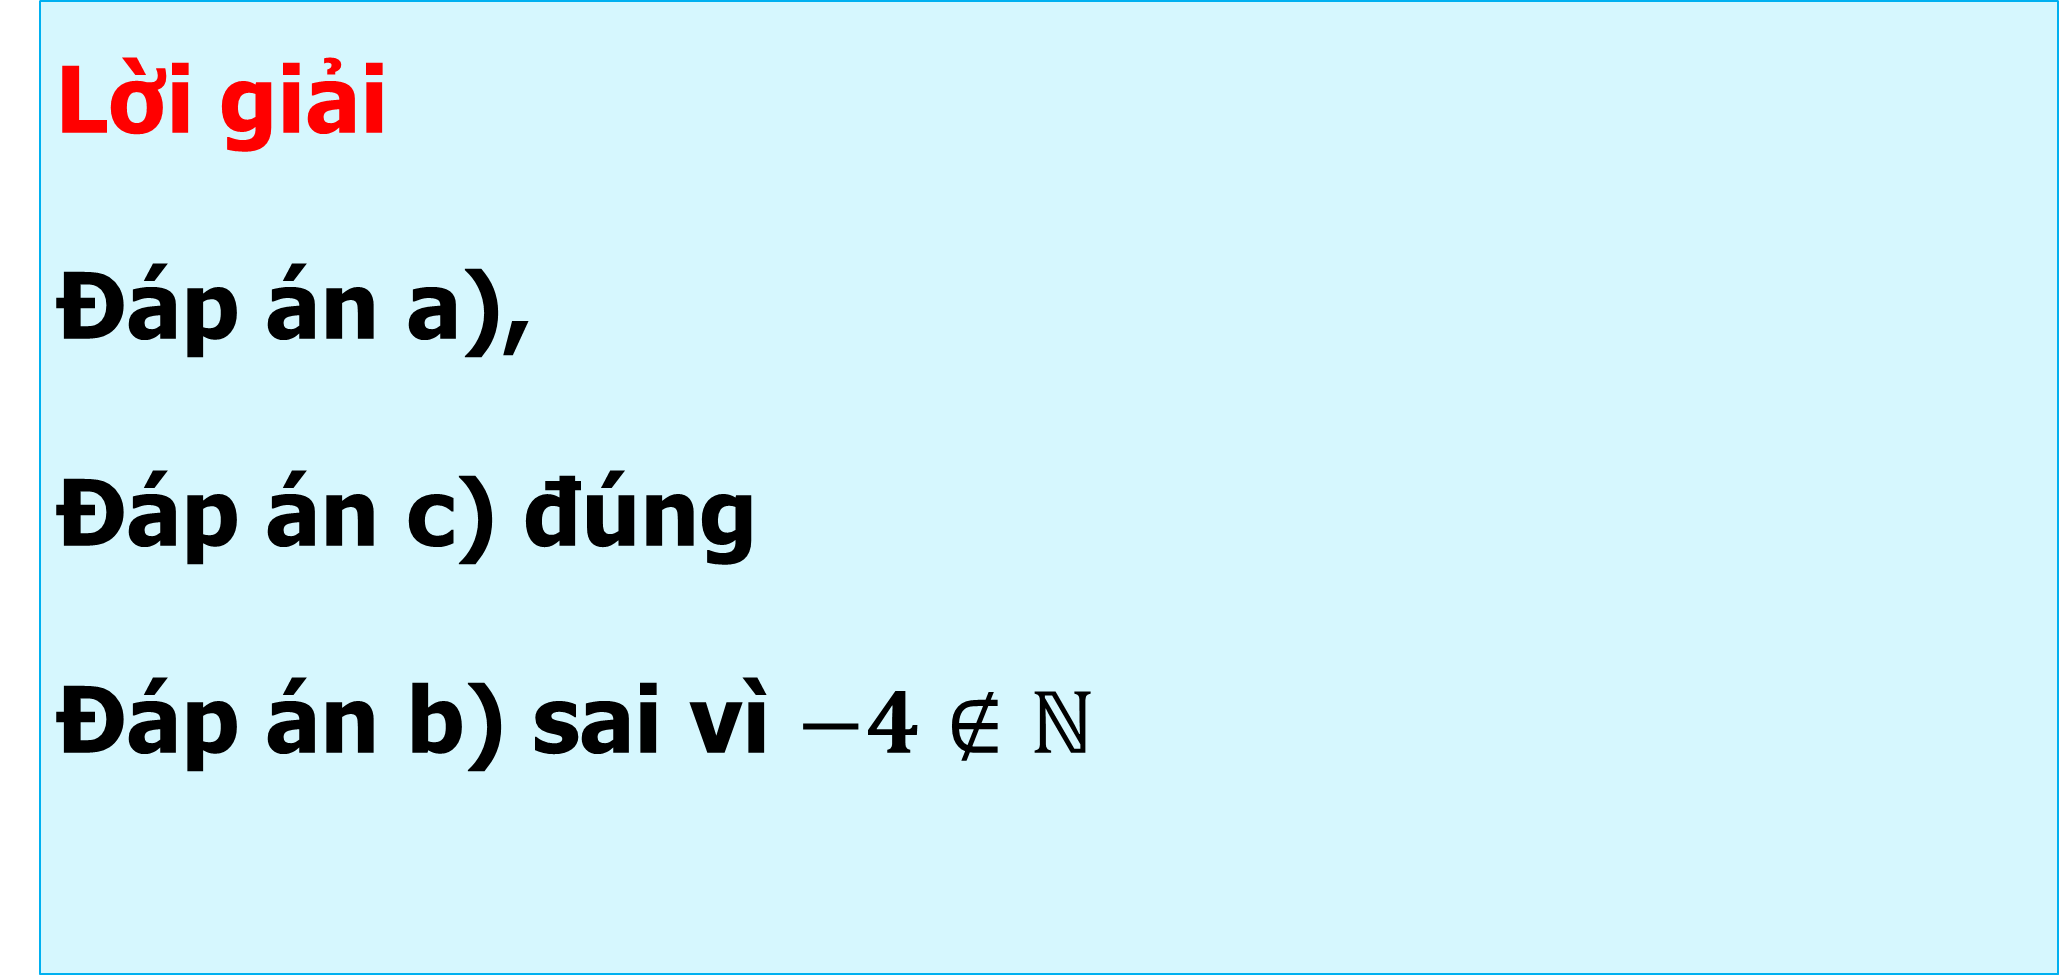 Lời giải
Đáp án a),
Đáp án c) đúng
Đáp án b) sai vì −4 ∉ ℕ